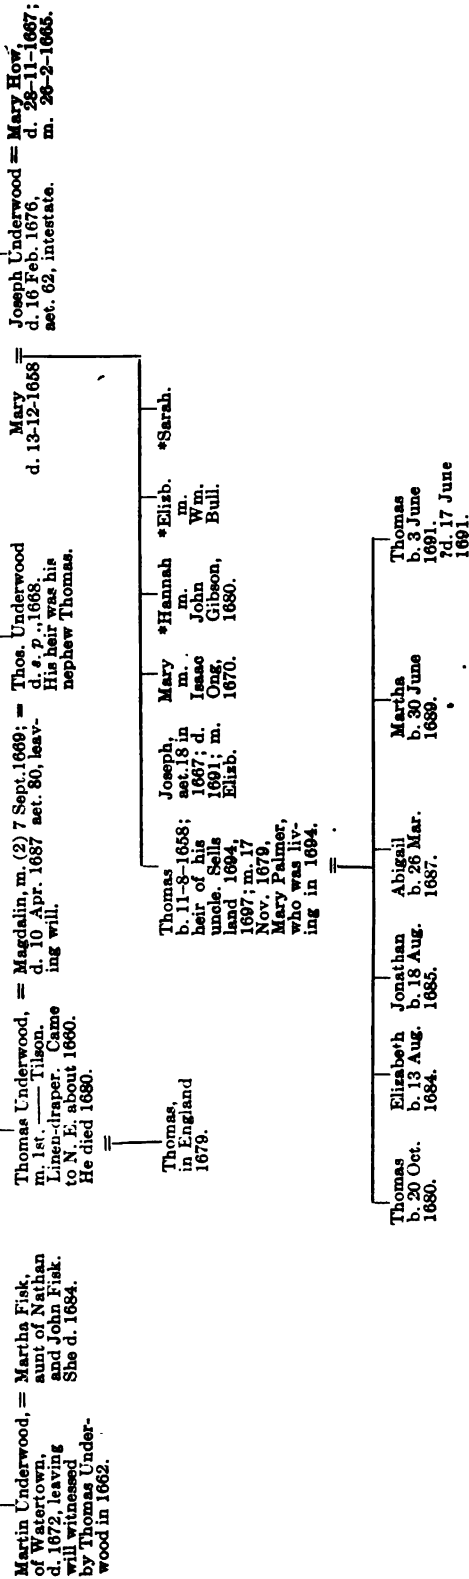 Martin Underwood, = Martha Fisk,
of Watertown,
d. 1672, leaving
will witnessed
by Thomas Under-
wood in 1662.
aunt of Nathan
and John Fisk.
She d. 1684.
Thomas Underwood,
m. 1st. —— Tilson.
Linen-draper. Came
to N. E. about 1660.
He died 1680.
= Magdalin, m. (2) 7 Sept. 1669; =
d. 10 Apr. 1687 aet. 80, leav-
ing will.
Thos. Underwood
d. s. p., 1668.
His heir was his
nephew Thomas.
Mary
d. 13-12-1658
=
Joseph Underwood = Mary How,
d. 16 Feb. 1676,
aet. 62, intestate.
d. 28-11-1667;
m. 26-2-1665.
=
Thomas,
in England
1679.
Thomas
b. 11-8-1658;
heir of his
uncle. Sells
land 1694,
1697; m. 17
Nov. 1679,
Mary Palmer,
who was liv-
ing in 1694.
Joseph,
aet. 18 in
1667; d.
1691; m.
Elizb.
Mary
m.
Isaac
Ong,
1670.
*Hannah
m.
John
Gibson,
1680.
*Elizb.
m.
Wm.
Bull.
*Sarah.
=
Thomas
b. 20 Oct.
1680.
Elizabeth
b. 13 Aug.
1684.
Jonathan
b. 18 Aug.
1685.
Abigail
b. 26 Mar.
1687.
Martha
b. 30 June
1689.
Thomas
b. 3 June
1691.
?d. 17 June
1691.